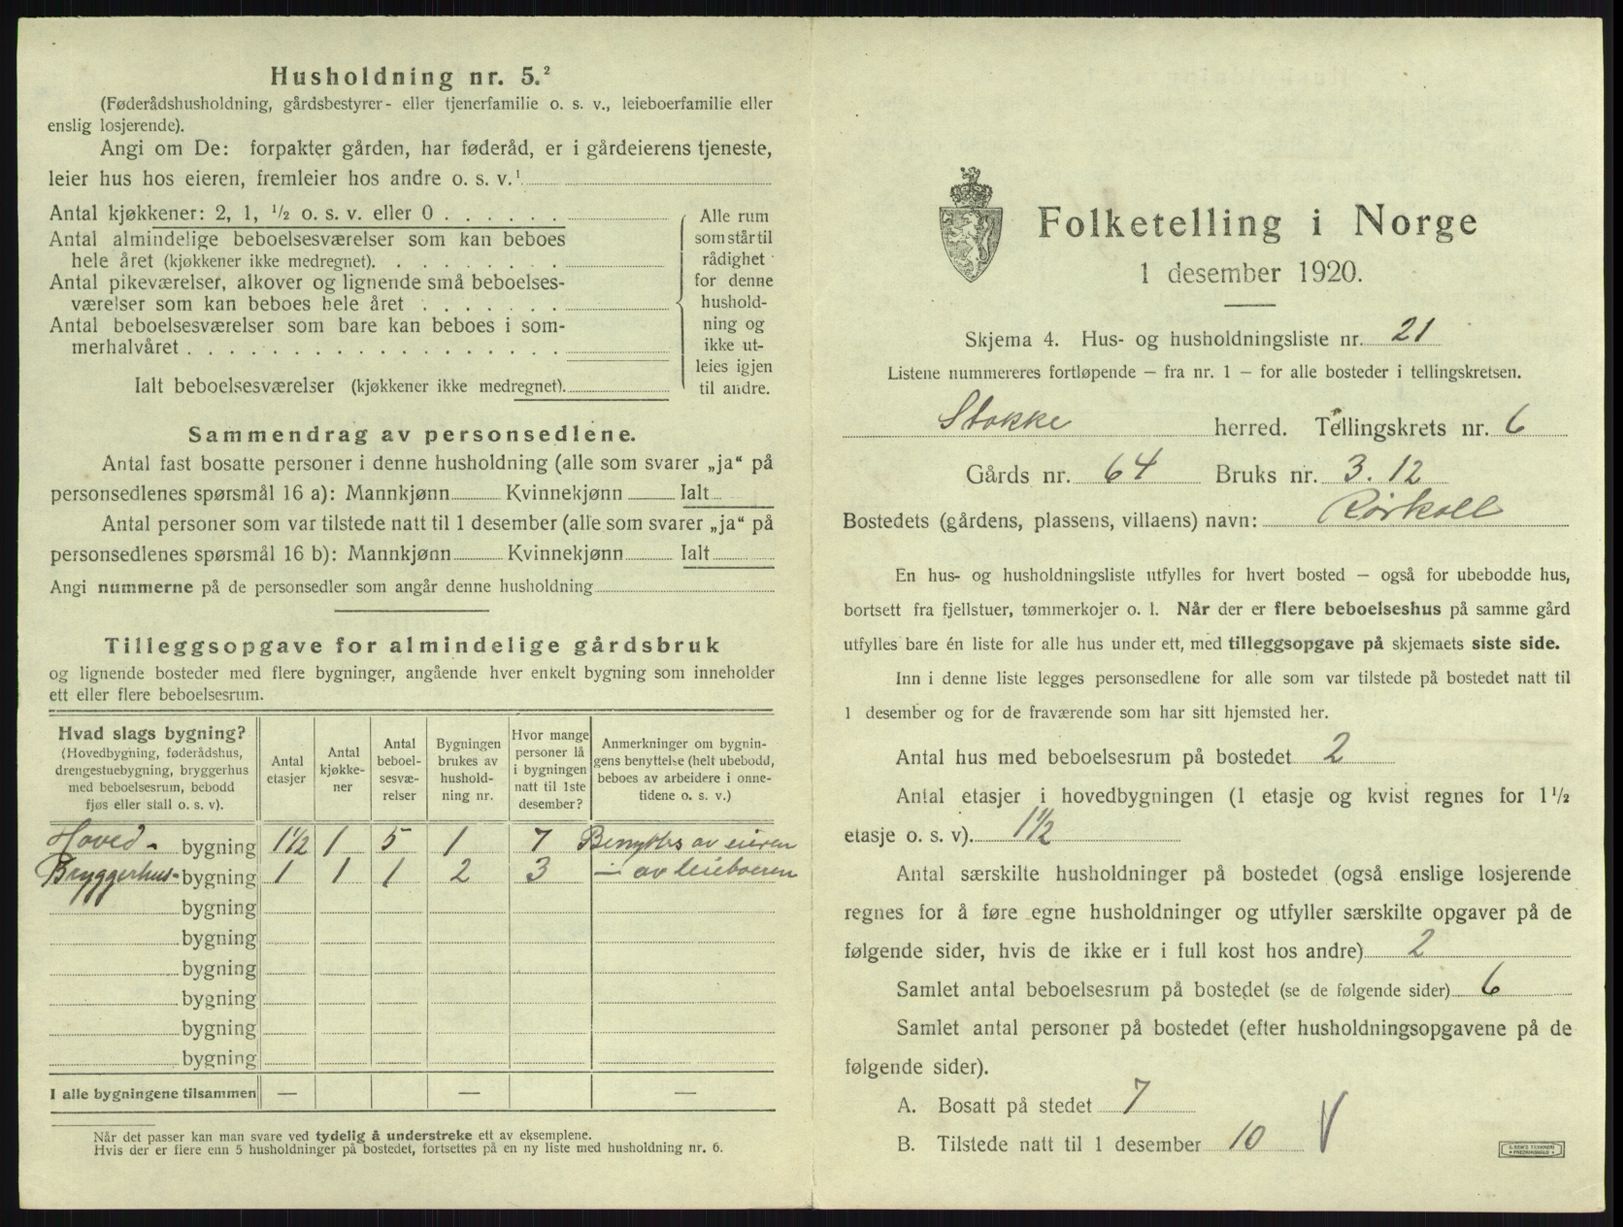 Husholdning nr. 5.²
(Føderådshusholdning, gårdsbestyrer- eller tjenerfamilie o. s. v., leieboerfamilie eller
enslig losjerende).
Angi om De: forpakter gården, har føderåd, er i gårdeierens tjeneste,
leier hus hos eieren, fremleier hos andre o. s. v.¹
Antal kjøkkener: 2, 1, ¹/₂ o. s. v. eller 0 . . . . . .
Antal almindelige beboelsesværelser som kan beboes
hele året (kjøkkener ikke medregnet). . . . . . . .
Antal pikeværelser, alkover og lignende små beboelses-
værelser som kan beboes hele året . . . . . . .
Antal beboelsesværelser som bare kan beboes i som-
merhalvåret . . . . . . . . . . . . . . . . . .
Ialt beboelsesværelser (kjøkkener ikke medregnet).
Alle rum
som står til
rådighet
for denne
hushold-
ning og
ikke ut-
leies igjen
til andre.
Sammendrag av personsedlene.
Antal fast bosatte personer i denne husholdning (alle som svarer „ja“ på
personsedlenes spørsmål 16 a): Mannkjønn Kvinnekjønn Ialt
Antal personer som var tilstede natt til 1 desember (alle som svarer „ja“ på
personsedlenes spørsmål 16 b): Mannkjønn Kvinnekjønn Ialt
Angi nummerne på de personsedler som angår denne husholdning
Tilleggsopgave for almindelige gårdsbruk
og lignende bosteder med flere bygninger, angående hver enkelt bygning som inneholder
ett eller flere beboelsesrum.
Hvad slags bygning?
(Hovedbygning, føderådshus,
drengestuebygning, bryggerhus
med beboelsesrum, bebodd
fjøs eller stall o. s. v).
Antal
etasjer
Antal
kjøkke-
ner
Antal
beboel-
sesvæ-
relser
Bygningen
brukes av
hushold-
ning nr.
Hvor mange
personer lå
i bygningen
natt til 1ste
desember?
Anmerkninger om bygnin-
gens benyttelse (helt ubebodd,
beboes av arbeidere i onne-
tidene o. s. v.)
Hoved- bygning 1½ 1 5 1 7 Benyttes av eieren
Bryggerhus- bygning 1 1 1 2 3 —"— av leieboeren
bygning
bygning
bygning
bygning
bygning
bygning
I alle bygningene tilsammen — — —
Når det passer kan man svare ved tydelig å understreke ett av eksemplene.
Hvis der er flere enn 5 husholdninger på bostedet, fortsettes på en ny liste med husholdning nr. 6.
Folketelling i Norge
1 desember 1920.
Skjema 4. Hus- og husholdningsliste nr. 21
Listene nummereres fortløpende — fra nr. 1 — for alle bosteder i tellingskretsen.
Stokke herred. Tellingskrets nr. 6
Gårds nr. 64 Bruks nr. 3. 12
Bostedets (gårdens, plassens, villaens) navn: Rørkoll
En hus- og husholdningsliste utfylles for hvert bosted — også for ubebodde hus,
bortsett fra fjellstuer, tømmerkojer o. l. Når der er flere beboelseshus på samme gård
utfylles bare én liste for alle hus under ett, med tilleggsopgave på skjemaets siste side.
Inn i denne liste legges personsedlene for alle som var tilstede på bostedet natt til
1 desember og for de fraværende som har sitt hjemsted her.
Antal hus med beboelsesrum på bostedet 2
Antal etasjer i hovedbygningen (1 etasje og kvist regnes for 1 ¹/₂
etasje o. s. v). 1½
Antal særskilte husholdninger på bostedet (også enslige losjerende
regnes for å føre egne husholdninger og utfyller særskilte opgaver på de
følgende sider, hvis de ikke er i full kost hos andre) 2
Samlet antal beboelsesrum på bostedet (se de følgende sider) 6
Samlet antal personer på bostedet (efter husholdningsopgavene på de
følgende sider).
A. Bosatt på stedet 7
B. Tilstede natt til 1 desember 10